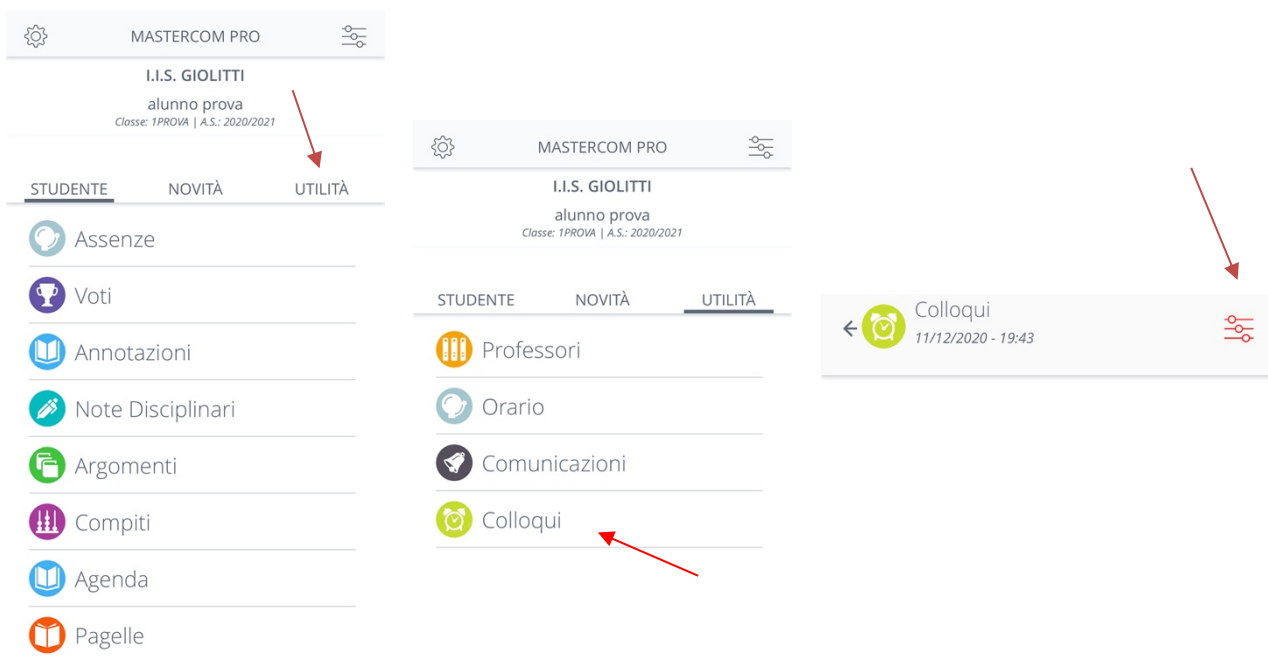 MASTERCOM PRO
I.I.S. GIOLITTI
alunno prova
Classe: 1PROVA | A.S.: 2020/2021
STUDENTE NOVITÀ UTILITÀ
Assenze
Voti
Annotazioni
Note Disciplinari
Argomenti
Compiti
Agenda
Pagelle
MASTERCOM PRO
I.I.S. GIOLITTI
alunno prova
Classe: 1PROVA | A.S.: 2020/2021
STUDENTE NOVITÀ UTILITÀ
Professori
Orario
Comunicazioni
Colloqui
Colloqui
11/12/2020 - 19:43